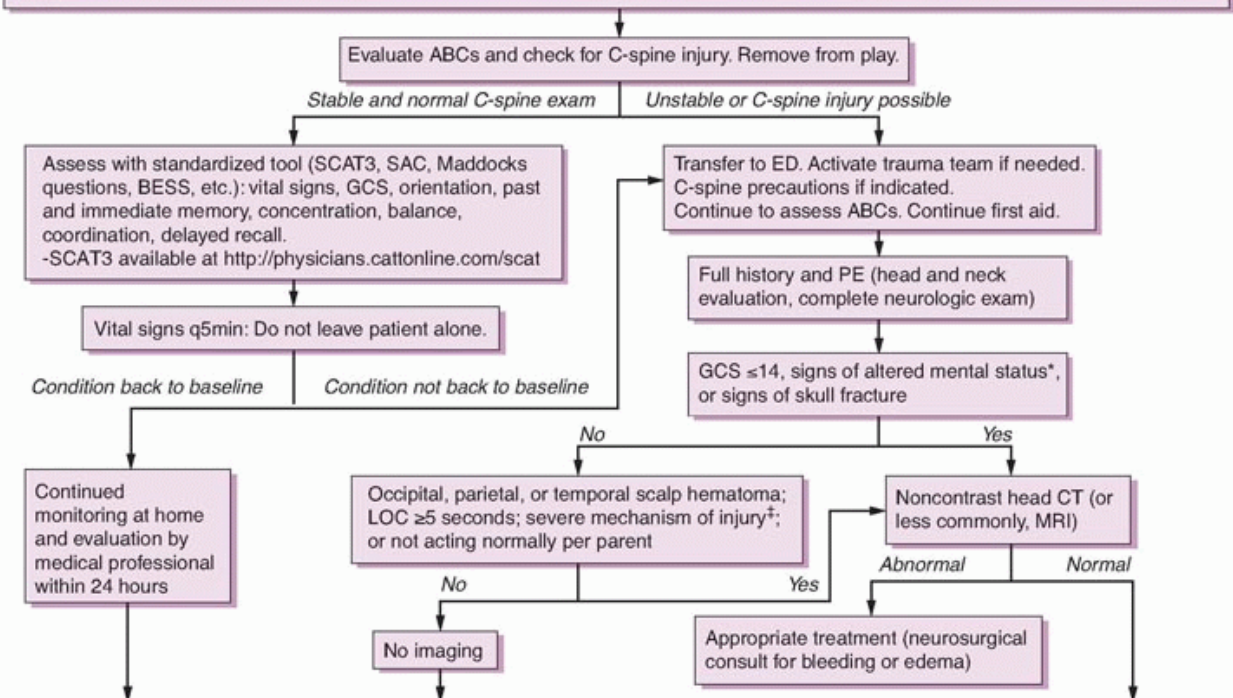 Evaluate ABCs and check for C-spine injury. Remove from play.
Stable and normal C-spine exam
Unstable or C-spine injury possible
Assess with standardized tool (SCAT3, SAC, Maddocks
questions, BESS, etc.): vital signs, GCS, orientation, past
and immediate memory, concentration, balance,
coordination, delayed recall.
-SCAT3 available at http://physicians.cattonline.com/scat
Transfer to ED. Activate trauma team if needed.
C-spine precautions if indicated.
Continue to assess ABCs. Continue first aid.
Full history and PE (head and neck
evaluation, complete neurologic exam)
Vital signs q5min: Do not leave patient alone.
GCS ≤14, signs of altered mental status*,
or signs of skull fracture
Condition back to baseline
Condition not back to baseline
No
Yes
Continued
monitoring at home
and evaluation by
medical professional
within 24 hours
Occipital, parietal, or temporal scalp hematoma;
LOC ≥5 seconds; severe mechanism of injury‡;
or not acting normally per parent
Noncontrast head CT (or
less commonly, MRI)
No
Yes
Abnormal
Normal
No imaging
Appropriate treatment (neurosurgical
consult for bleeding or edema)